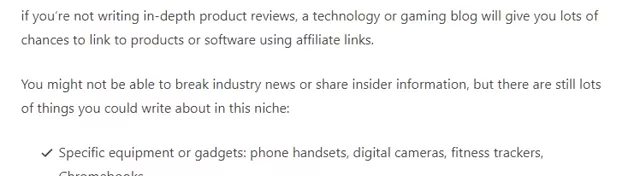 if you're not writing in-depth product reviews, a technology or gaming blog will give you lots of
chances to link to products or software using affiliate links.
You might not be able to break industry news or share insider information, but there are still lots
of things you could write about in this niche:
Specific equipment or gadgets: phone handsets, digital cameras, fitness trackers,
Chromebooks